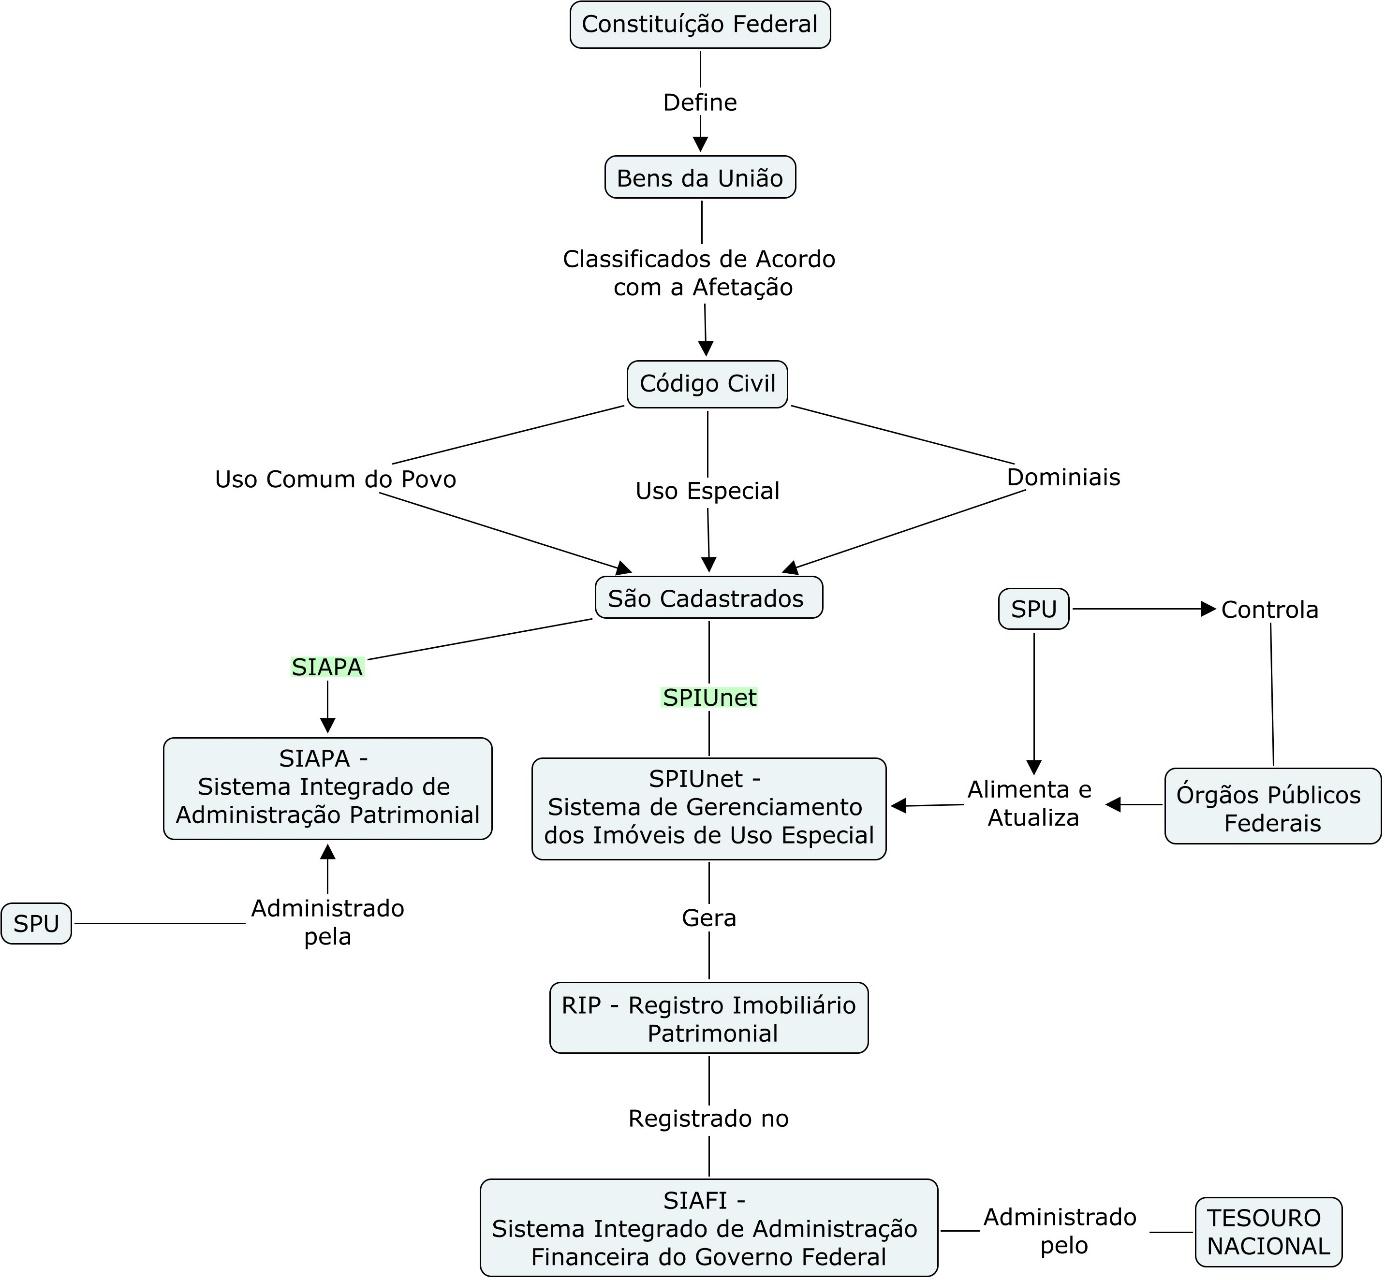 Constituíção Federal
Define
Bens da União
Classificados de Acordo
com a Afetação
Código Civil
Uso Comum do Povo
Uso Especial
Dominiais
São Cadastrados
SPU
Controla
SIAPA
SPIUnet
SIAPA -
Sistema Integrado de
Administração Patrimonial
SPIUnet -
Sistema de Gerenciamento
dos Imóveis de Uso Especial
Alimenta e
Atualiza
Órgãos Públicos
Federais
SPU
Administrado
pela
Gera
RIP - Registro Imobiliário
Patrimonial
Registrado no
SIAFI -
Sistema Integrado de Administração
Financeira do Governo Federal
Administrado
pelo
TESOURO
NACIONAL